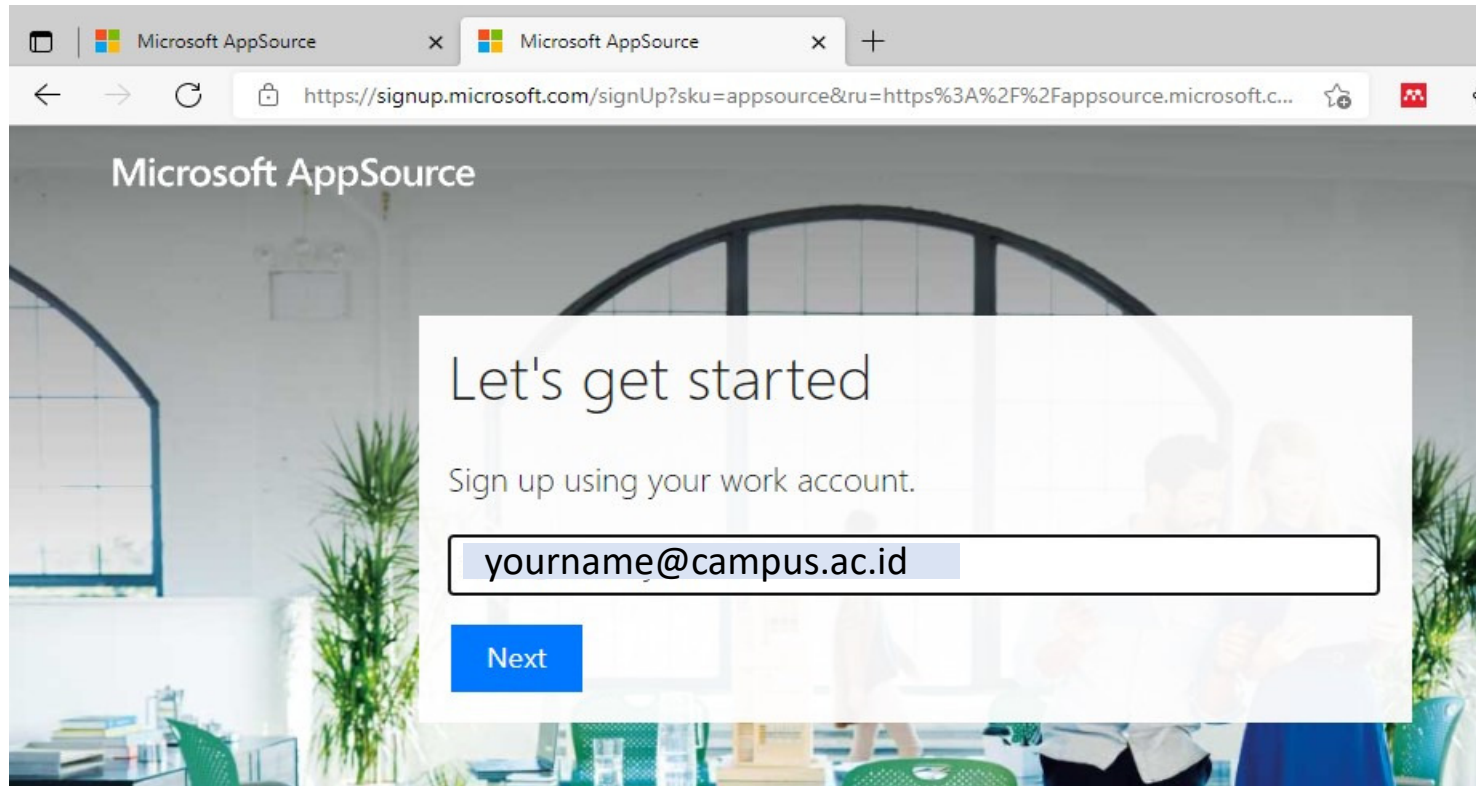 Microsoft AppSource
Microsoft AppSource
https://signup.microsoft.com/signUp?sku=appsource&ru=https%3A%2F%2Fappsource.microsoft.c...
Microsoft AppSource
Let's get started
Sign up using your work account.
yourname@campus.ac.id
Next